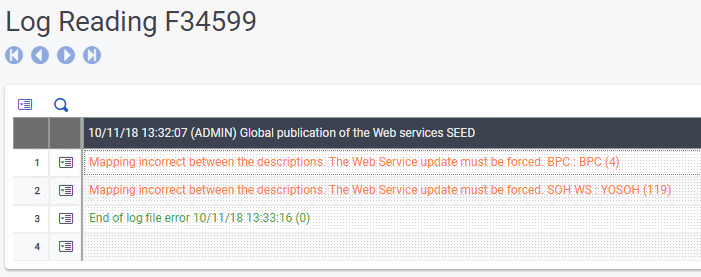 Log Reading F34599
10/11/18 13:32:07 (ADMIN) Global publication of the Web services SEED
1 Mapping incorrect between the descriptions. The Web Service update must be forced. BPC : BPC (4)
2 Mapping incorrect between the descriptions. The Web Service update must be forced. SOH WS : YOSOH (119)
3 End of log file error 10/11/18 13:33:16 (0)
4